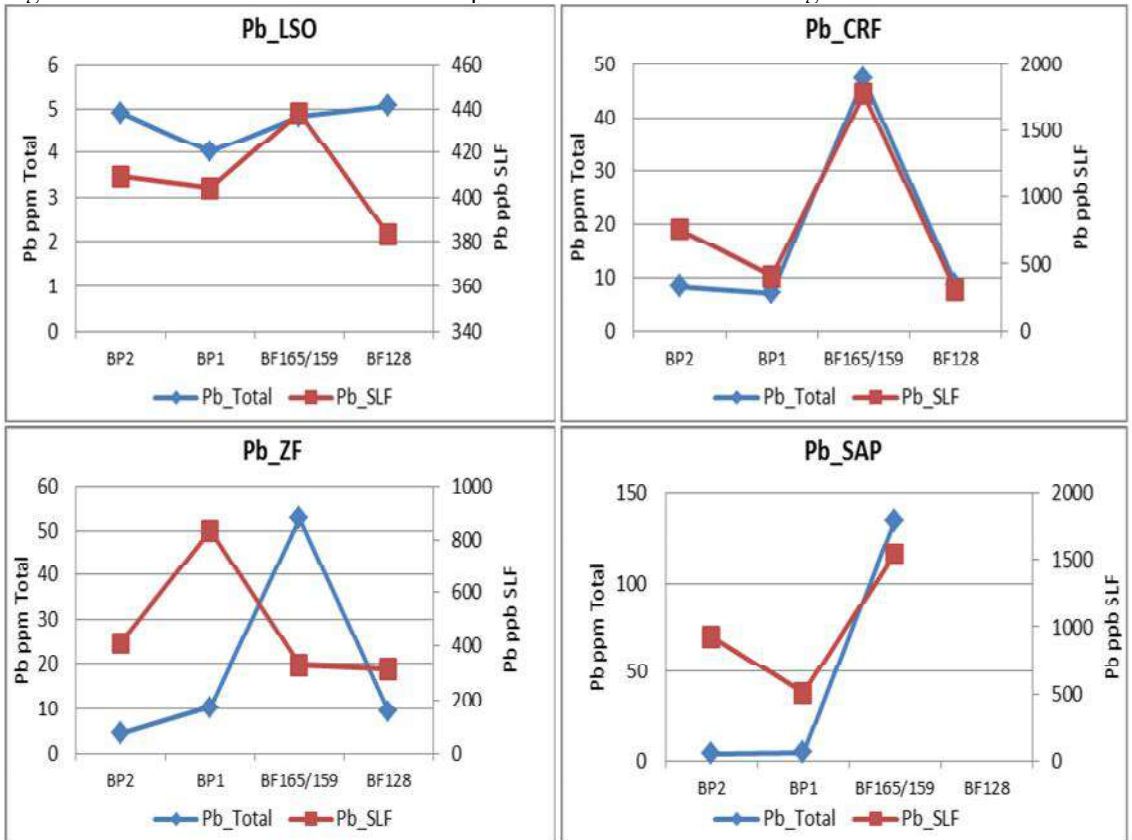 Pb_LSO
6
5
4
3
2
1
0
Pb ppm Total
460
440
420
400
380
360
340
Pb ppb SLF
BP2 BP1 BF165/159 BF128
Pb_Total Pb_SLF
Pb_CRF
50
40
30
20
10
0
Pb ppm Total
2000
1500
1000
500
0
Pb ppb SLF
BP2 BP1 BF165/159 BF128
Pb_Total Pb_SLF
Pb_ZF
60
50
40
30
20
10
0
Pb ppm Total
1000
800
600
400
200
0
Pb ppb SLF
BP2 BP1 BF165/159 BF128
Pb_Total Pb_SLF
Pb_SAP
150
100
50
0
Pb ppm Total
2000
1500
1000
500
0
Pb ppb SLF
BP2 BP1 BF165/159 BF128
Pb_Total Pb_SLF